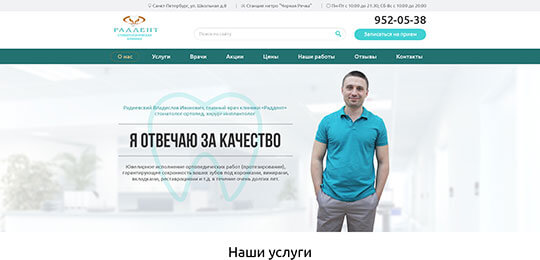 Санкт-Петербург, ул. Школьная д.8
Станция метро "Черная Речка"
Пн-Пт с 10:00 до 21:30; Сб-Вс с 10:00 до 20:00
РАДДЕНТ
СТОМАТОЛОГИЧЕСКАЯ
КЛИНИКА
Поиск по сайту
952-05-38
Записаться на прием
О нас Услуги Врачи Акции Цены Наши работы Отзывы Контакты
Радиевский Владислав Иконович, главный врач клиники «Раддент»
стоматолог-ортопед, хирург-имплантолог
Я ОТВЕЧАЮ ЗА КАЧЕСТВО
Ювелирное исполнение ортопедических работ (протезирования),
гарантирующее сохранность ваших зубов под коронками, винирами,
вкладками, реставрациями и т.д. в течение очень долгих лет.
Наши услуги